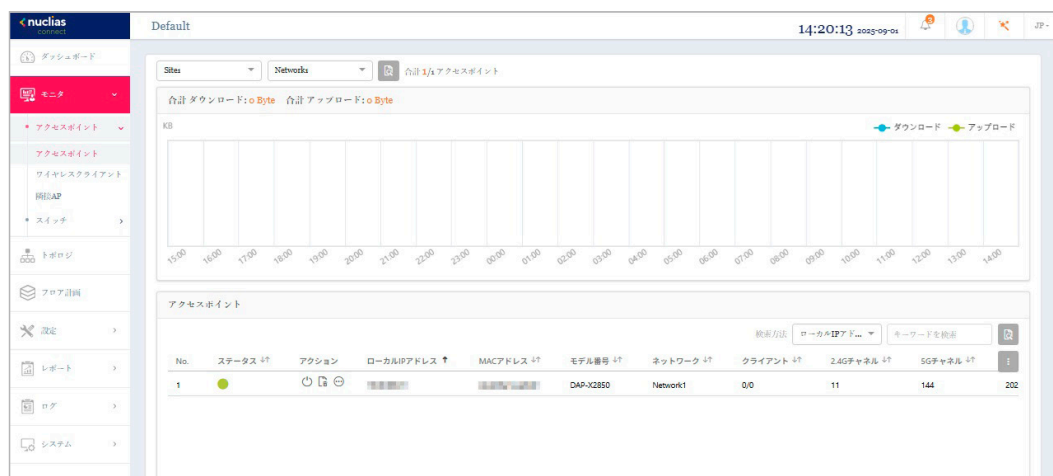 nuclias
connect
Default
14:20:13 2025-09-01
3
JP
ダッシュボード
モニタ
アクセスポイント
アクセスポイント
ワイヤレスクライアント
隣接AP
スイッチ
トポロジ
フロア計画
設定
レポート
ログ
システム
Sites
Networks
合計 1/1 アクセスポイント
合計 ダウンロード: 0 Byte 合計 アップロード: 0 Byte
KB
ダウンロード アップロード
15:00 16:00 17:00 18:00 19:00 20:00 21:00 22:00 23:00 00:00 01:00 02:00 03:00 04:00 05:00 06:00 07:00 08:00 09:00 10:00 11:00 12:00 13:00 14:00
アクセスポイント
検索方法 ローカルIPアド... キーワードを検索
No. ステータス アクション ローカルIPアドレス MACアドレス モデル番号 ネットワーク クライアント 2.4Gチャネル 5Gチャネル
1 DAP-X2850 Network1 0/0 11 144 202